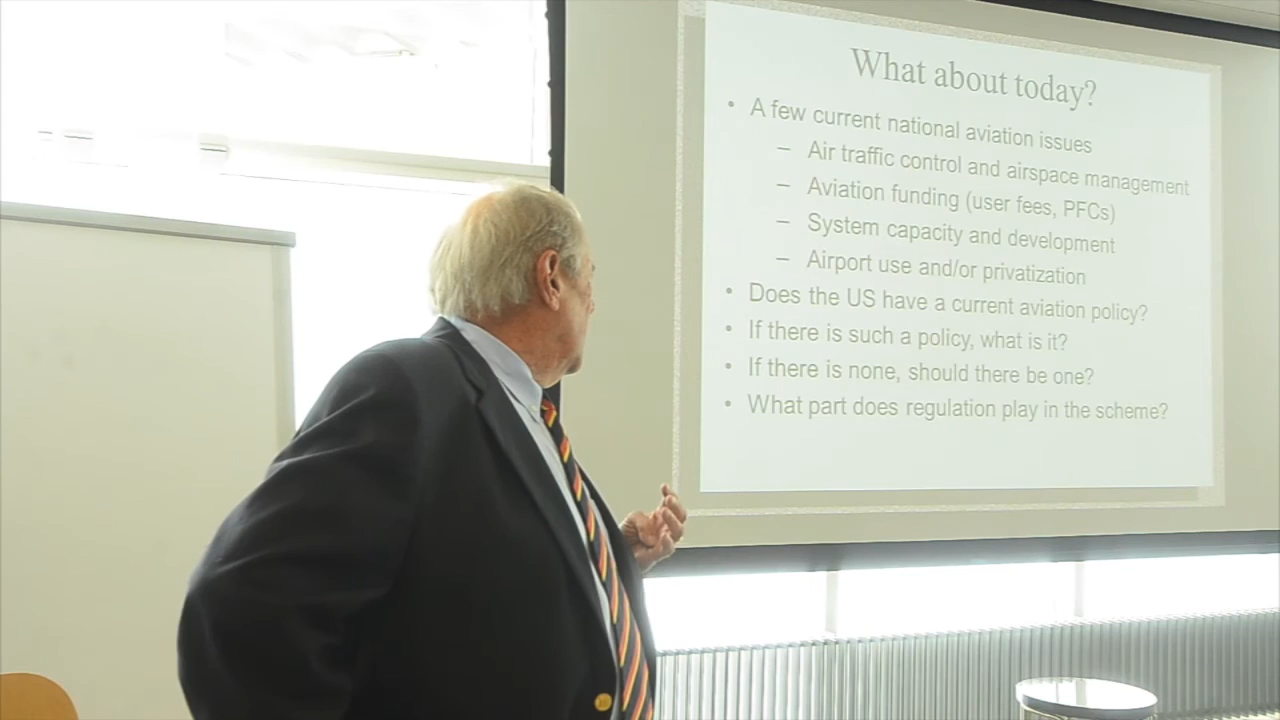 What about today?
• A few current national aviation issues
– Air traffic control and airspace management
– Aviation funding (user fees, PFCs)
– System capacity and development
– Airport use and/or privatization
• Does the US have a current aviation policy?
• If there is such a policy, what is it?
• If there is none, should there be one?
• What part does regulation play in the scheme?